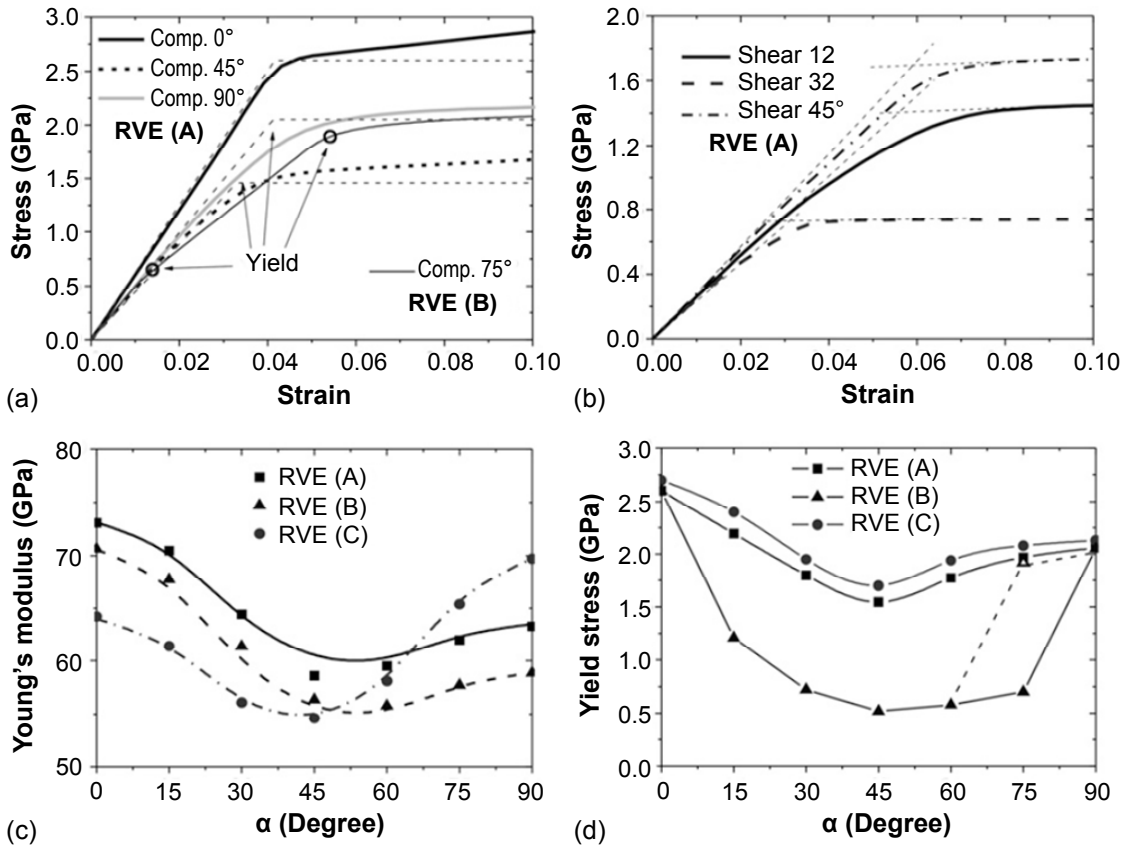 3.0
2.5
2.0
1.5
1.0
0.5
0.0
Stress (GPa)
Comp. 0°
Comp. 45°
Comp. 90°
RVE (A)
Yield
Comp. 75°
RVE (B)
0.00 0.02 0.04 0.06 0.08 0.10
(a)
Strain
2.0
1.6
1.2
0.8
0.4
0.0
Stress (GPa)
Shear 12
Shear 32
Shear 45°
RVE (A)
0.00 0.02 0.04 0.06 0.08 0.10
(b)
Strain
80
70
60
50
Young's modulus (GPa)
RVE (A)
RVE (B)
RVE (C)
0 15 30 45 60 75 90
(c)
α (Degree)
3.0
2.5
2.0
1.5
1.0
0.5
0.0
Yield stress (GPa)
RVE (A)
RVE (B)
RVE (C)
0 15 30 45 60 75 90
(d)
α (Degree)